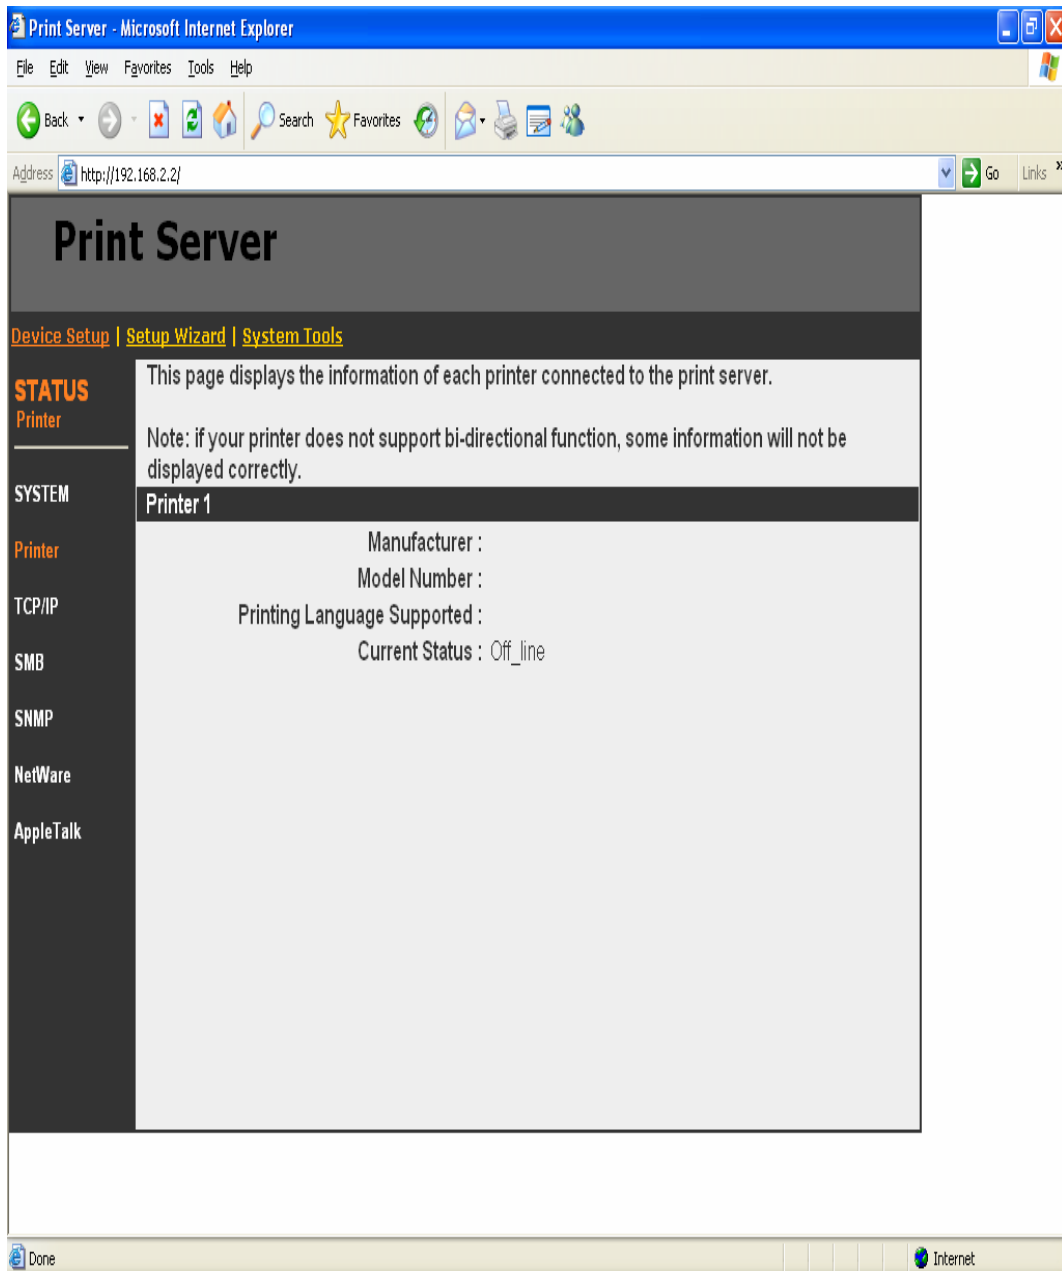 Print Server - Microsoft Internet Explorer
File Edit View Favorites Tools Help
Back Search Favorites
Address http://192.168.2.2/ Go Links »
Print Server
Device Setup | Setup Wizard | System Tools
STATUS
Printer
SYSTEM
Printer
TCP/IP
SMB
SNMP
NetWare
AppleTalk
This page displays the information of each printer connected to the print server.
Note: if your printer does not support bi-directional function, some information will not be
displayed correctly.
Printer 1
Manufacturer :
Model Number :
Printing Language Supported :
Current Status : Off_line
Done Internet